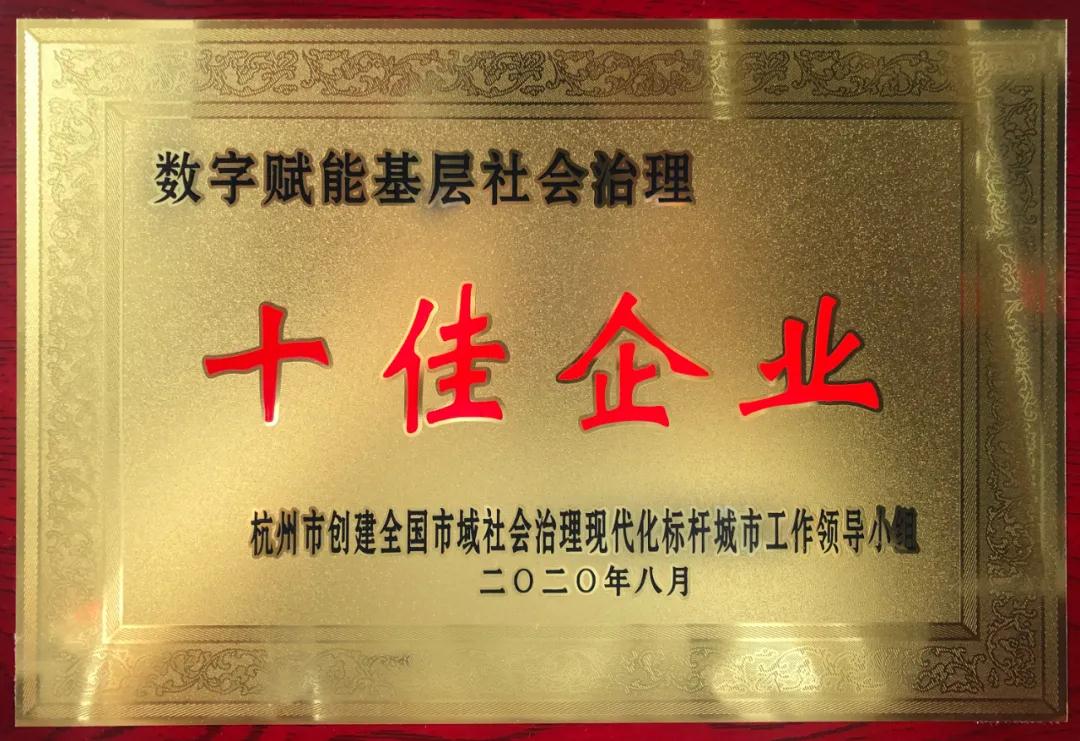 数字赋能基层社会治理
十佳企业
杭州市创建全国市域社会治理现代化标杆城市工作领导小组
二〇二〇年八月